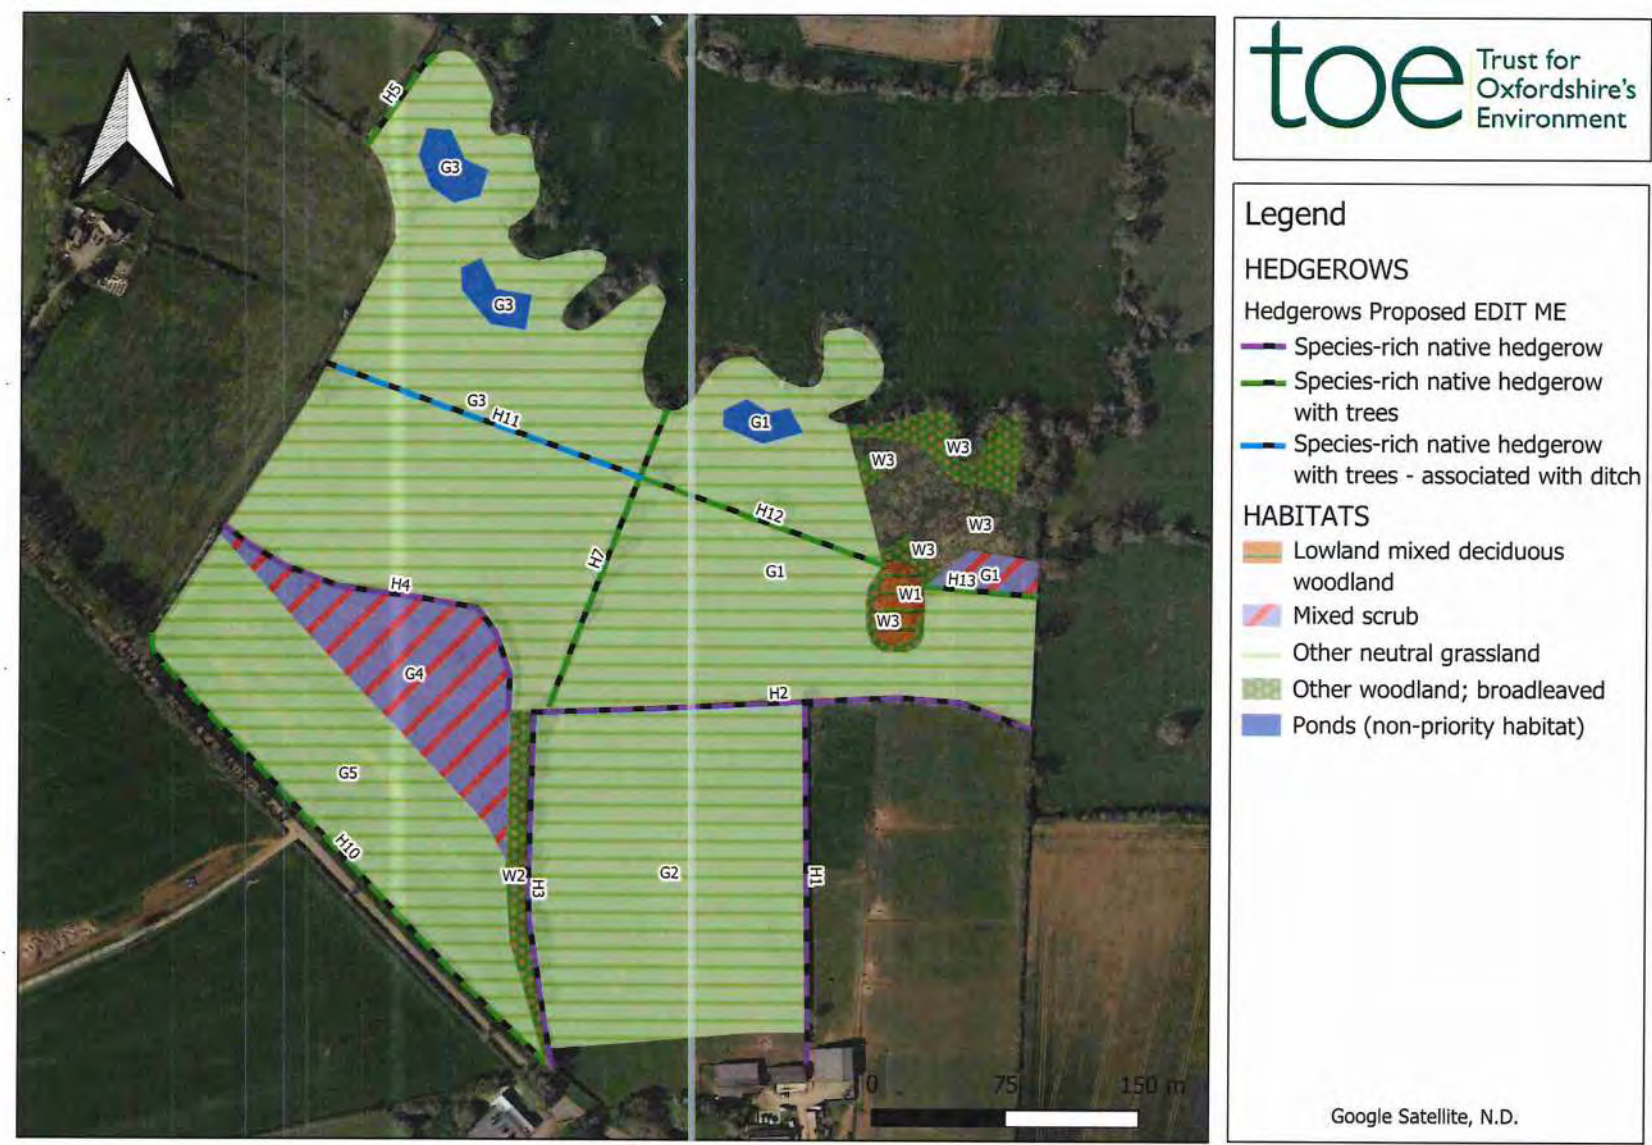 toe
Trust for
Oxfordshire's
Environment
Legend
HEDGEROWS
Hedgerows Proposed EDIT ME
Species-rich native hedgerow
Species-rich native hedgerow
with trees
Species-rich native hedgerow
with trees - associated with ditch
HABITATS
Lowland mixed deciduous
woodland
Mixed scrub
Other neutral grassland
Other woodland; broadleaved
Ponds (non-priority habitat)
Google Satellite, N.D.
H5
G3
G3
G3
H11
G1
W3
W3
H12
W3
H7
W3
G1
H13
G1
H4
W1
W3
G4
H2
G5
H10
W2
H3
G2
H1
0
75
150 m